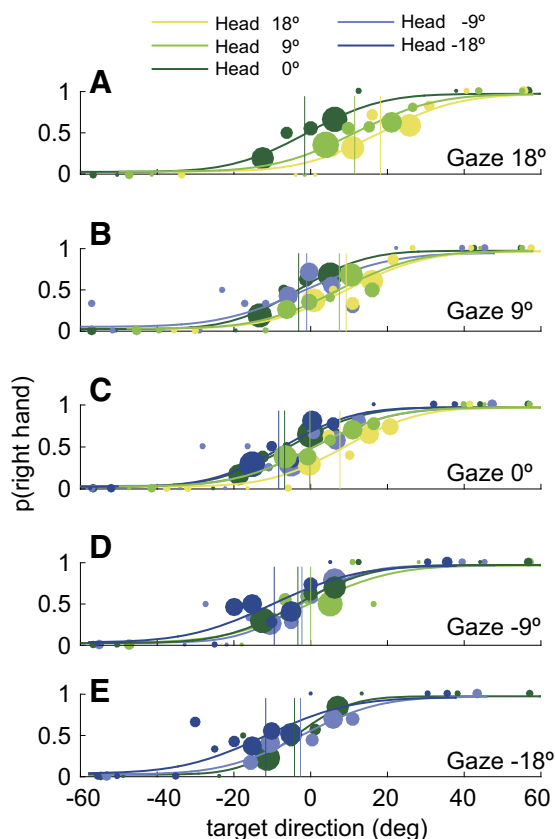 Head 18º
Head -9º
Head 9º
Head -18º
Head 0º
A
1
0.5
0
Gaze 18º
B
1
0.5
0
Gaze 9º
C
1
0.5
0
Gaze 0º
p(right hand)
D
1
0.5
0
Gaze -9º
E
1
0.5
0
Gaze -18º
-60 -40 -20 0 20 40 60
target direction (deg)